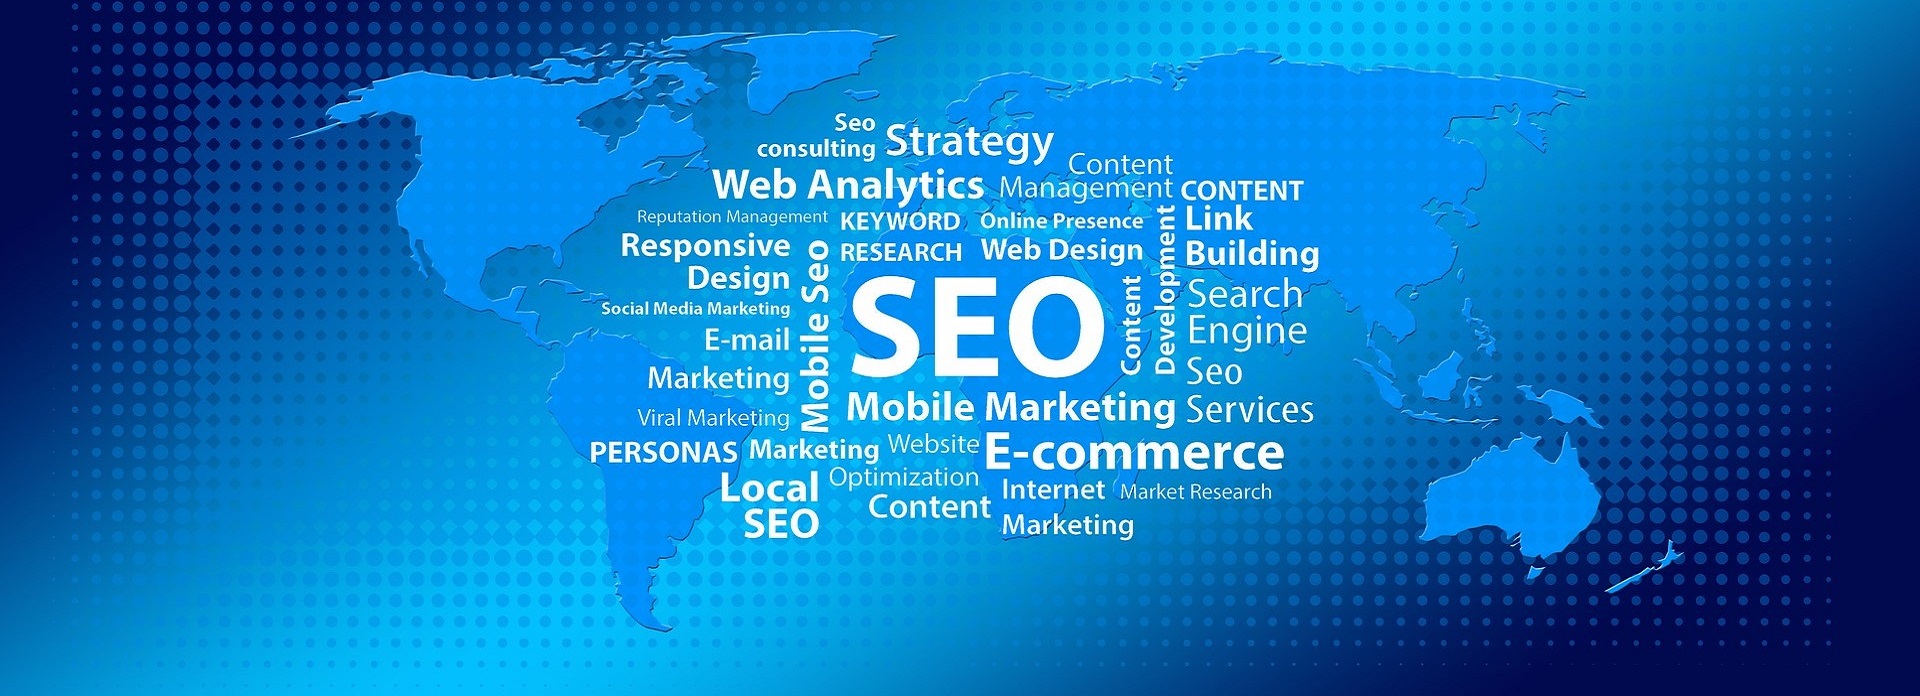 Seo
consulting
Strategy
Content
Management
Web Analytics
CONTENT
Reputation Management
KEYWORD
RESEARCH
Online Presence
Web Design
Link
Building
Responsive
Design
Social Media Marketing
Mobile Seo
SEO
Content
Development
Search
Engine
Seo
Services
E-mail
Marketing
Viral Marketing
Mobile Marketing
PERSONAS
Marketing
Website
Optimization
E-commerce
Local
SEO
Content
Internet
Marketing
Market Research